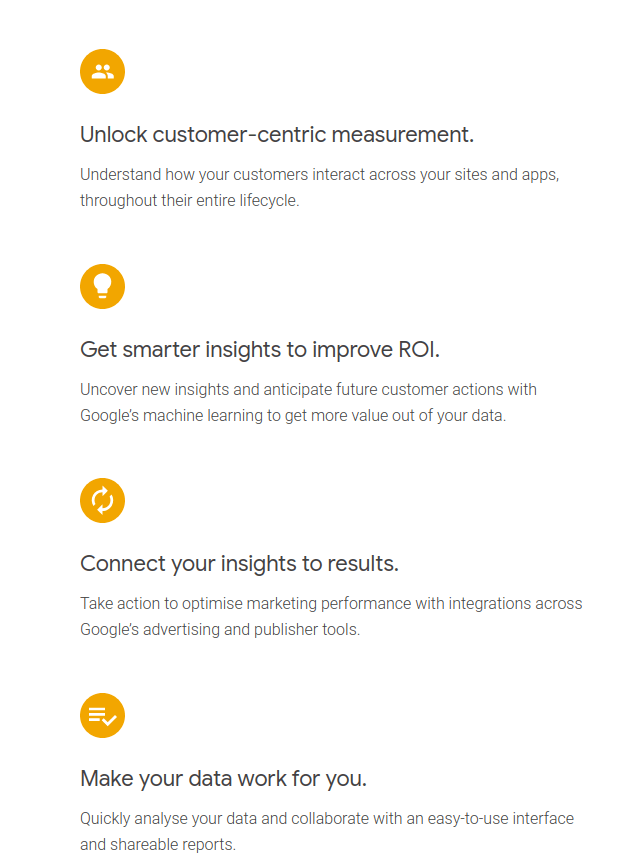 Unlock customer-centric measurement.
Understand how your customers interact across your sites and apps,
throughout their entire lifecycle.
Get smarter insights to improve ROI.
Uncover new insights and anticipate future customer actions with
Google's machine learning to get more value out of your data.
Connect your insights to results.
Take action to optimise marketing performance with integrations across
Google's advertising and publisher tools.
Make your data work for you.
Quickly analyse your data and collaborate with an easy-to-use interface
and shareable reports.